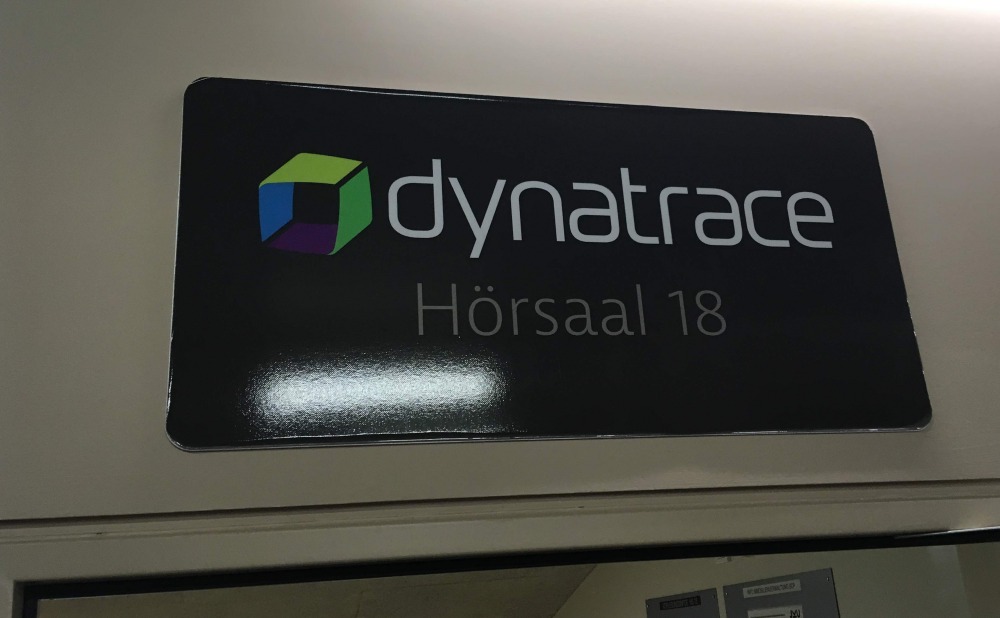 dynatrace
Hörsaal 18